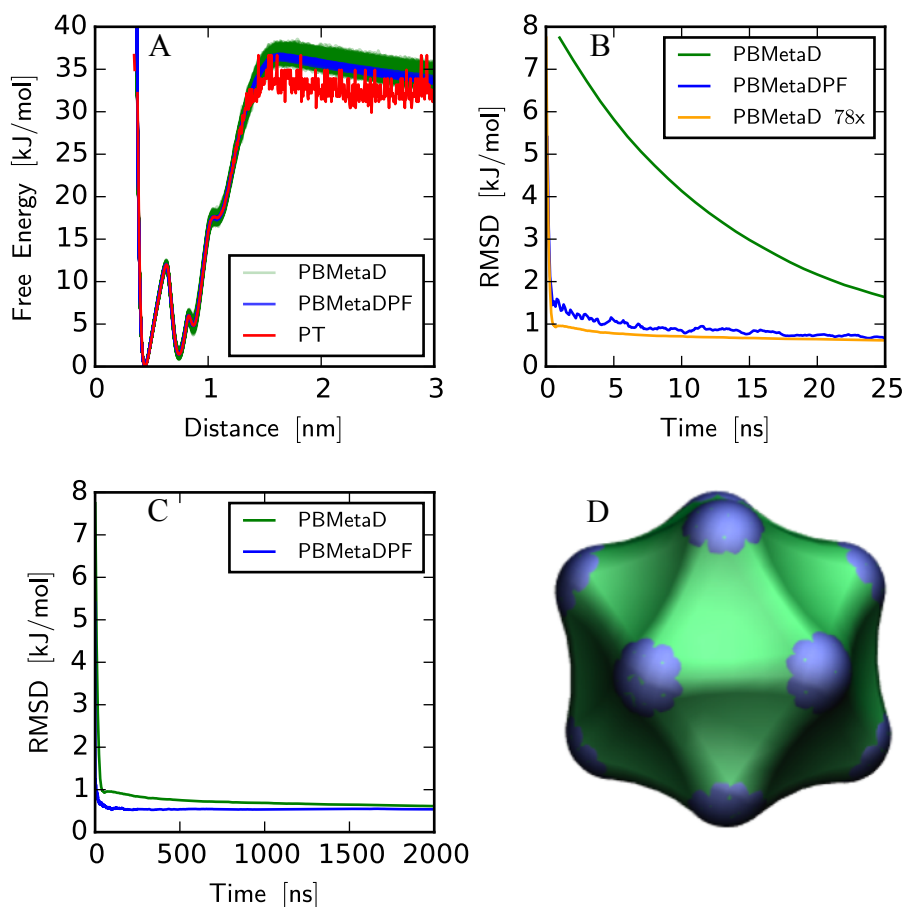 A
40
35
30
25
20
15
10
5
0
Free Energy [kJ/mol]
PBMetaD
PBMetaDPF
PT
0
1
2
3
Distance [nm]
B
8
7
6
5
4
3
2
1
0
RMSD [kJ/mol]
PBMetaD
PBMetaDPF
PBMetaD 78x
0
5
10
15
20
25
Time [ns]
C
8
7
6
5
4
3
2
1
0
RMSD [kJ/mol]
PBMetaD
PBMetaDPF
0
500
1000
1500
2000
Time [ns]
D